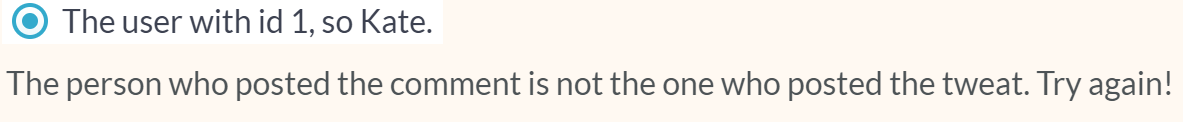 The user with id 1, so Kate.
The person who posted the comment is not the one who posted the tweat. Try again!